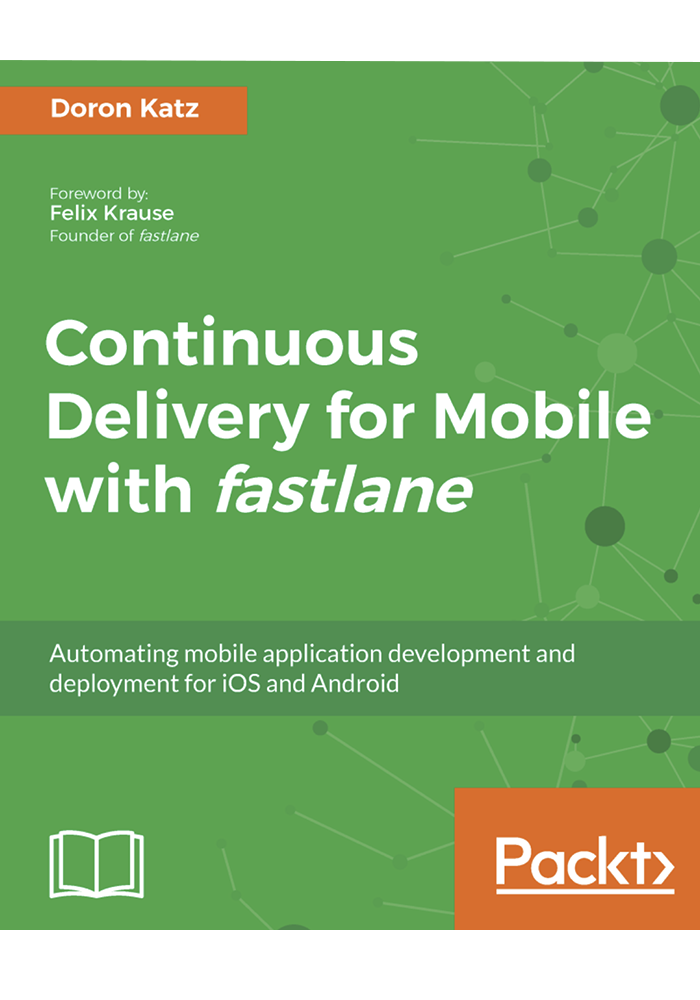 Doron Katz
Foreword by:
Felix Krause
Founder of fastlane
Continuous
Delivery for Mobile
with fastlane
Automating mobile application development and
deployment for iOS and Android
Packt>